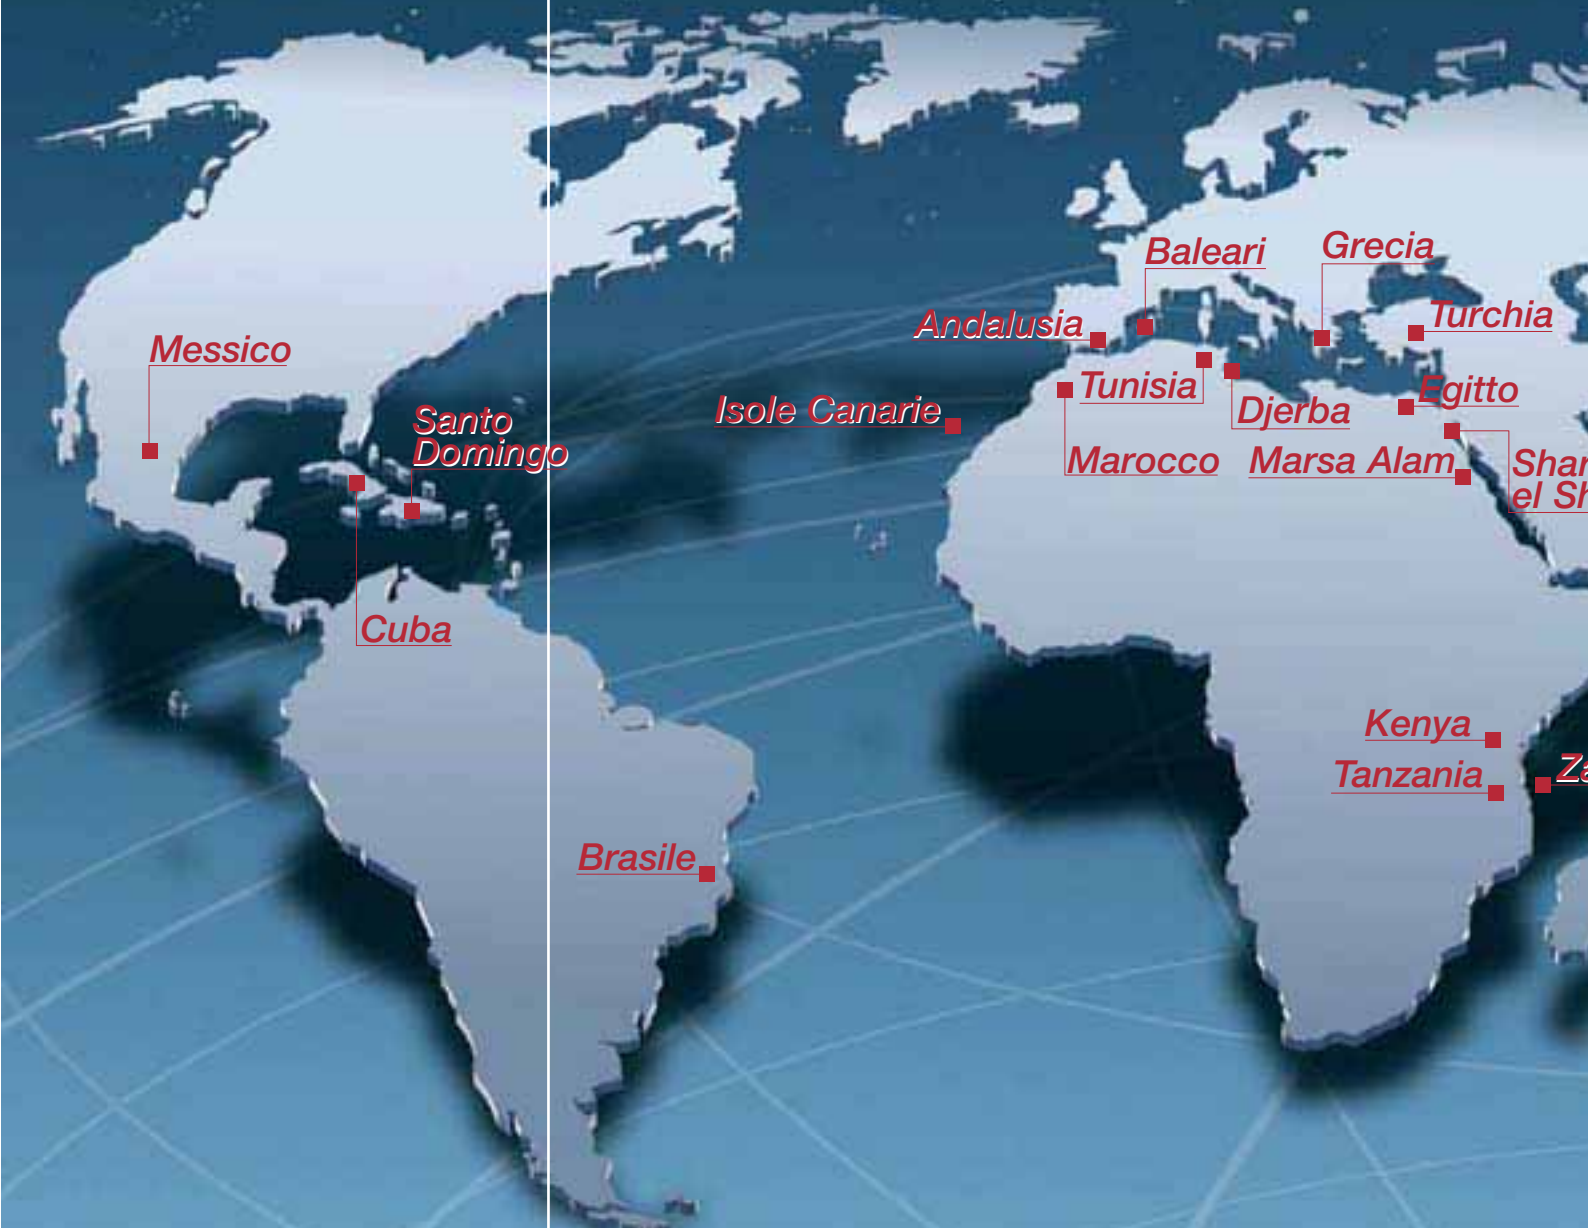 Baleari
Grecia
Andalusia
Turchia
Messico
Tunisia
Egitto
Isole Canarie
Djerba
Santo
Domingo
Marocco
Marsa Alam
el
Cuba
Kenya
Tanzania
Brasile